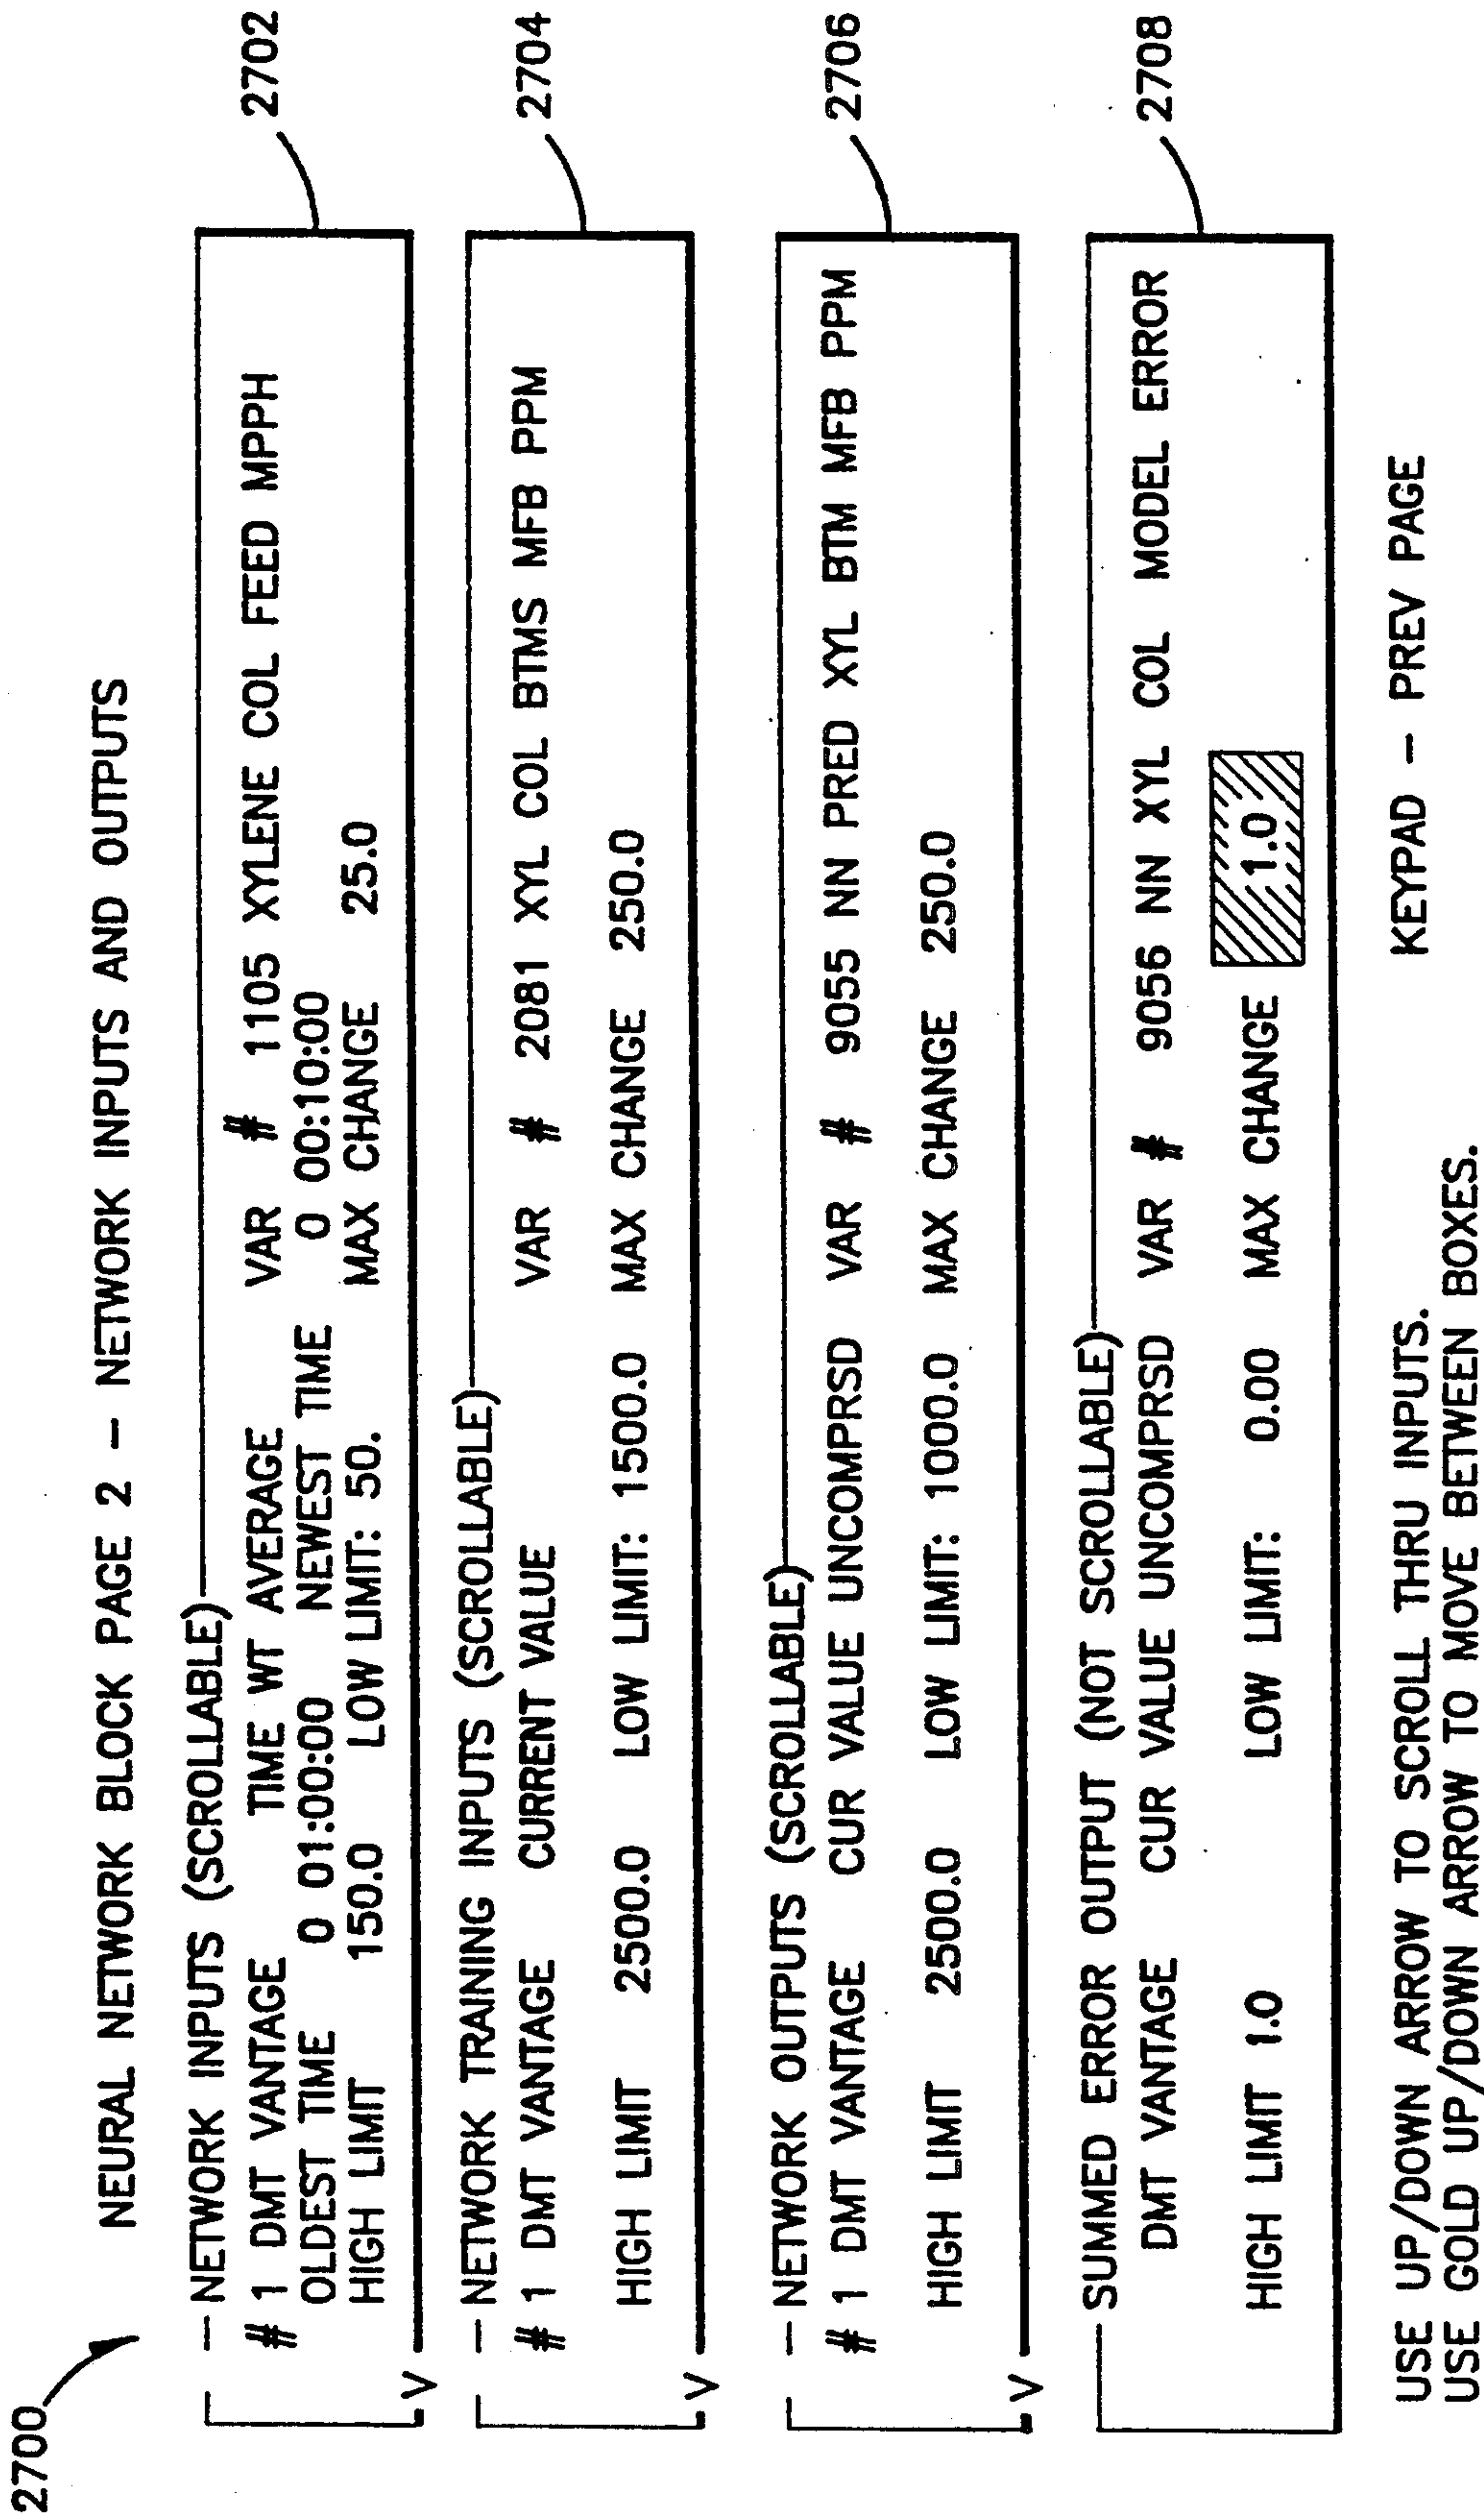 2700
NEURAL NETWORK BLOCK PAGE 2 — NETWORK INPUTS AND OUTPUTS
NETWORK INPUTS (SCROLLABLE)
# 1 DMT VANTAGE TIME WT AVERAGE VAR # 1105 XYLENE COL FEED MPPH
OLDEST TIME 0 01:00:00 NEWEST TIME 0 00:10:00
HIGH LIMIT 150.0 LOW LIMIT: 50. MAX CHANGE 25.0
V
2702
NETWORK TRAINING INPUTS (SCROLLABLE)
# 1 DMT VANTAGE CURRENT VALUE VAR # 2081 XYL COL BTMS MFB PPM
HIGH LIMIT 2500.0 LOW LIMIT: 1500.0 MAX CHANGE 250.0
V
2704
NETWORK OUTPUTS (SCROLLABLE)
# 1 DMT VANTAGE CUR VALUE UNCOMPRSD VAR # 9055 NN PRED XYL BTM MFB PPM
HIGH LIMIT 2500.0 LOW LIMIT: 1000.0 MAX CHANGE 250.0
V
2706
SUMMED ERROR OUTPUT (NOT SCROLLABLE)
DMT VANTAGE CUR VALUE UNCOMPRSD VAR # 9056 NN XYL COL MODEL ERROR
HIGH LIMIT 1.0 LOW LIMIT: 0.00 MAX CHANGE 1.0
2708
USE UP/DOWN ARROW TO SCROLL THRU INPUTS. KEYPAD — PREV PAGE
USE GOLD UP/DOWN ARROW TO MOVE BETWEEN BOXES.